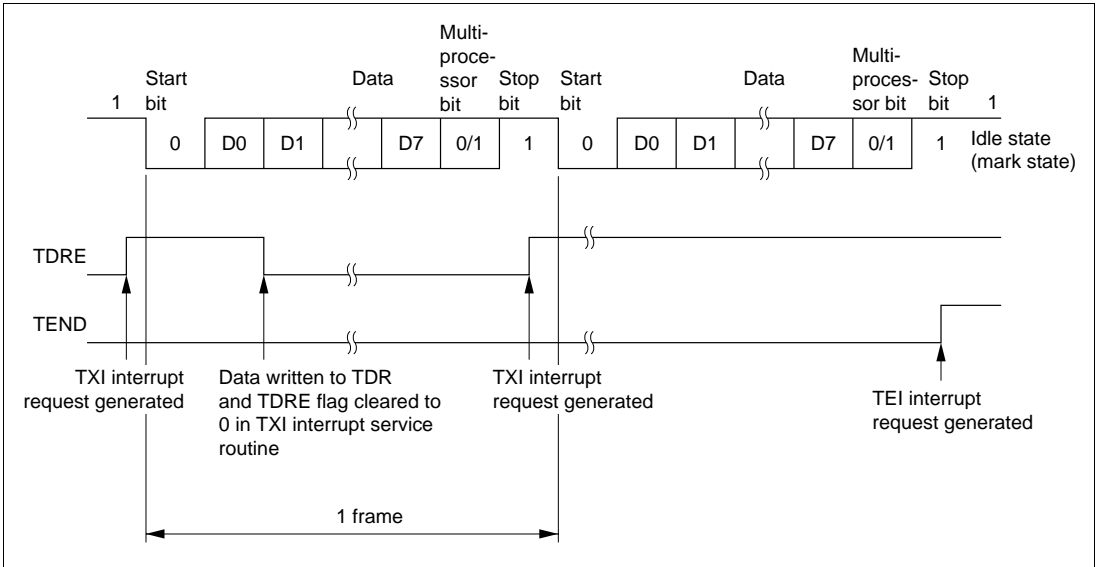 1
Start
bit
Data
Multi-
proce-
ssor
bit
Stop
bit
Start
bit
Data
Multi-
proces-
sor bit
Stop
bit
1
0
D0
D1
D7
0/1
1
0
D0
D1
D7
0/1
1
Idle state
(mark state)
TDRE
TEND
TXI interrupt
request generated
Data written to TDR
and TDRE flag cleared to
0 in TXI interrupt service
routine
TXI interrupt
request generated
TEI interrupt
request generated
1 frame